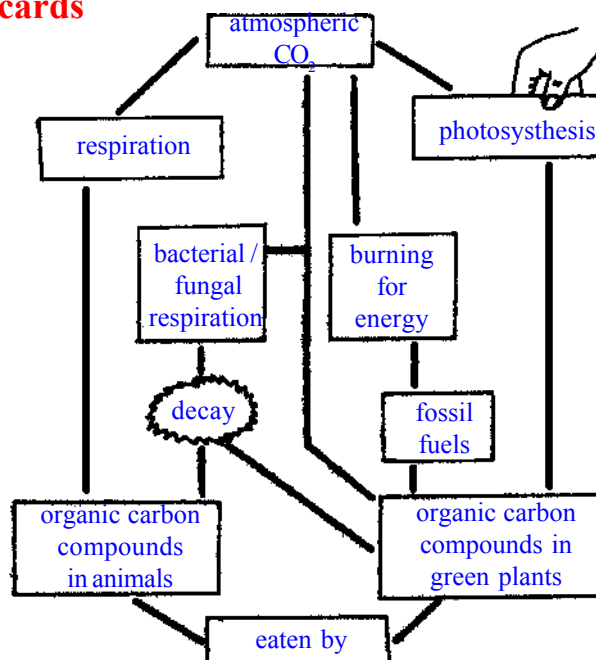 cards
atmospheric
CO₂
respiration
photosysthesis
bacterial /
fungal
respiration
burning
for
energy
decay
fossil
fuels
organic carbon
compounds
in animals
organic carbon
compounds in
green plants
eaten by